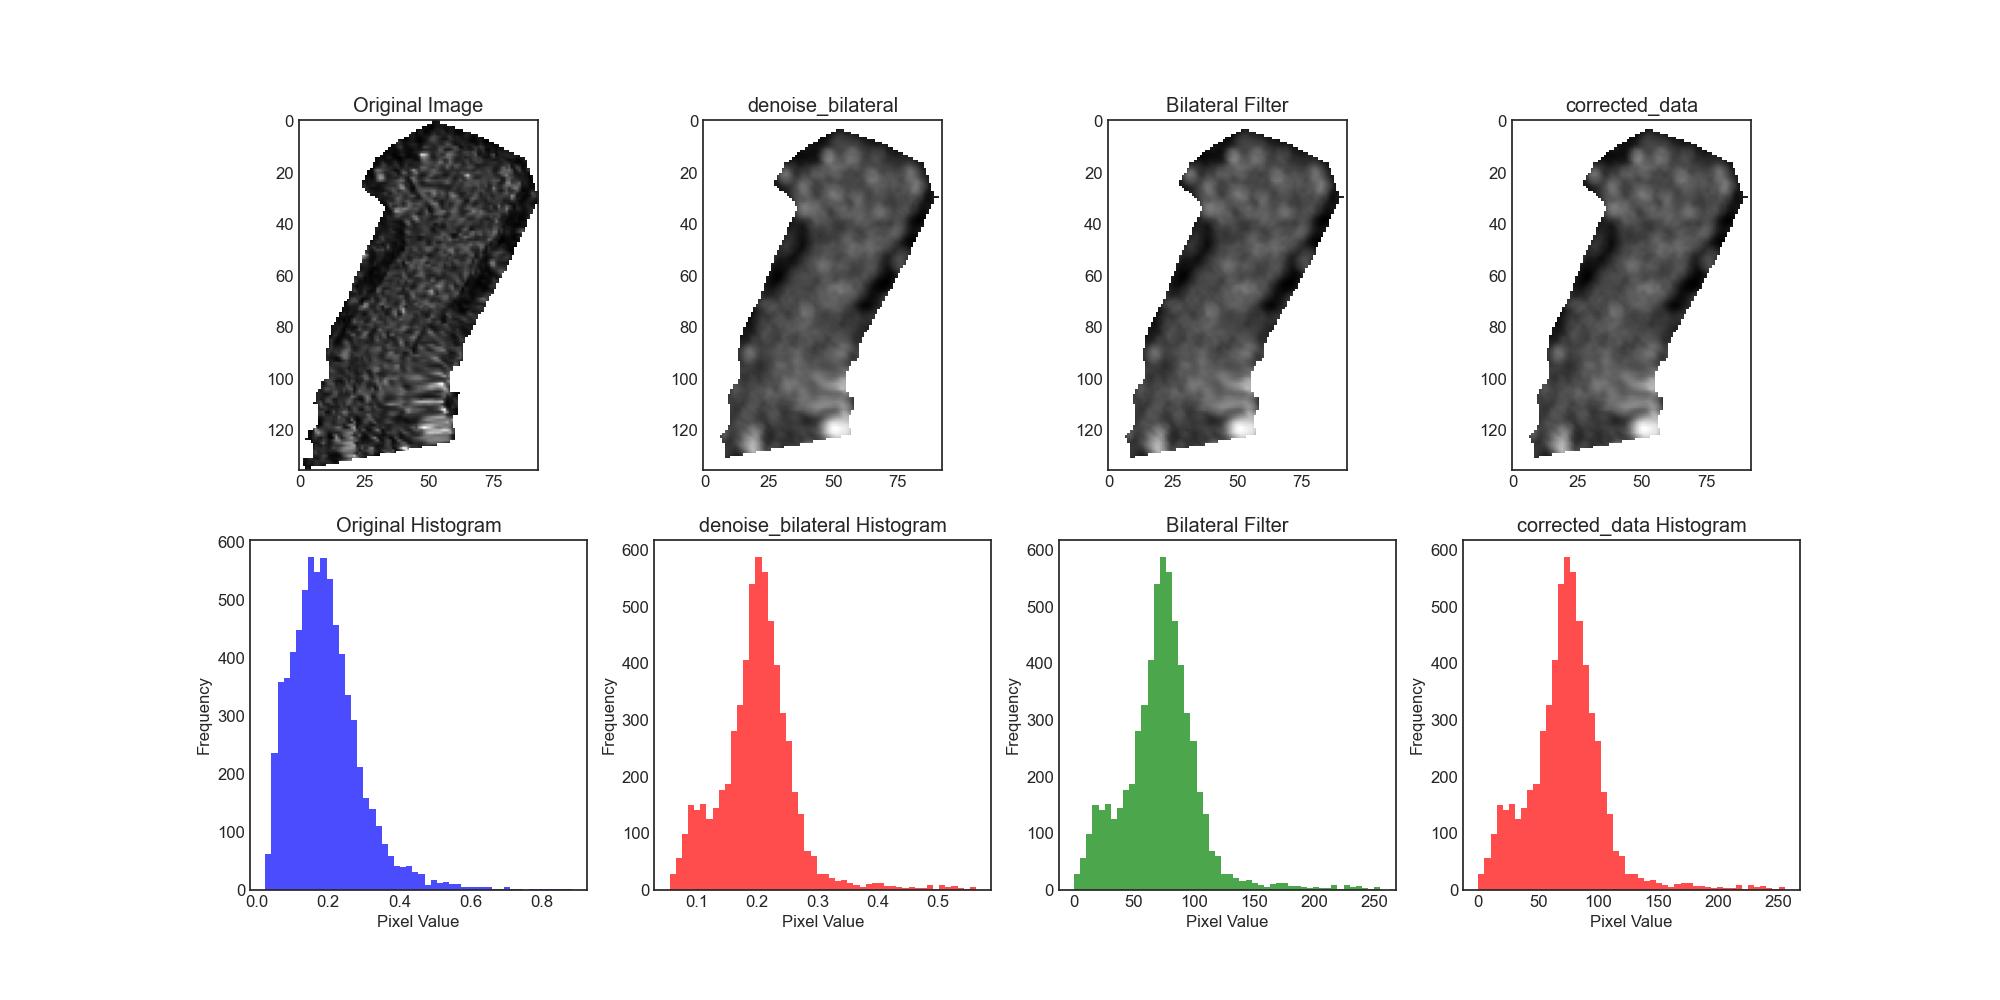 Original Image
denoise_bilateral
Bilateral Filter
corrected_data
0
20
40
60
80
100
120
0 25 50 75
0
20
40
60
80
100
120
0 25 50 75
0
20
40
60
80
100
120
0 25 50 75
0
20
40
60
80
100
120
0 25 50 75
Original Histogram
600
500
400
300
200
100
0
Frequency
0.0 0.2 0.4 0.6 0.8
Pixel Value
denoise_bilateral Histogram
600
500
400
300
200
100
0
Frequency
0.1 0.2 0.3 0.4 0.5
Pixel Value
Bilateral Filter
600
500
400
300
200
100
0
Frequency
0 50 100 150 200 250
Pixel Value
corrected_data Histogram
600
500
400
300
200
100
0
Frequency
0 50 100 150 200 250
Pixel Value